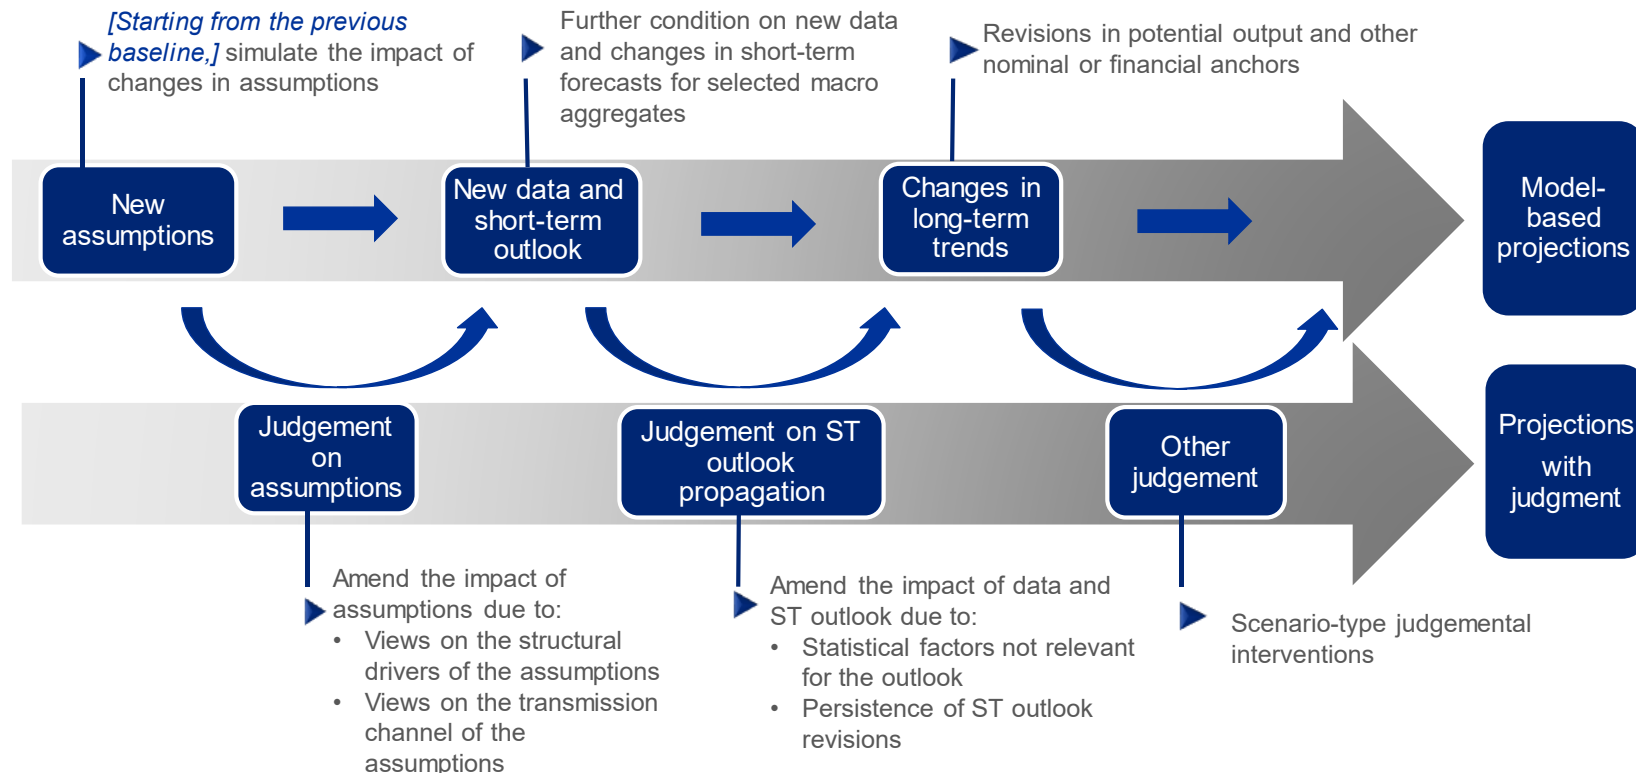 [Starting from the previous
baseline,] simulate the impact of
changes in assumptions
Further condition on new data
and changes in short-term
forecasts for selected macro
aggregates
Revisions in potential output and other
nominal or financial anchors
New
assumptions
New data and
short-term
outlook
Changes in
long-term
trends
Model-
based
projections
Judgement
on
assumptions
Judgement on ST
outlook
propagation
Other
judgement
Projections
with
judgment
Amend the impact of
assumptions due to:
• Views on the structural
drivers of the assumptions
• Views on the transmission
channel of the
assumptions
Amend the impact of data and
ST outlook due to:
• Statistical factors not relevant
for the outlook
• Persistence of ST outlook
revisions
Scenario-type judgemental
interventions